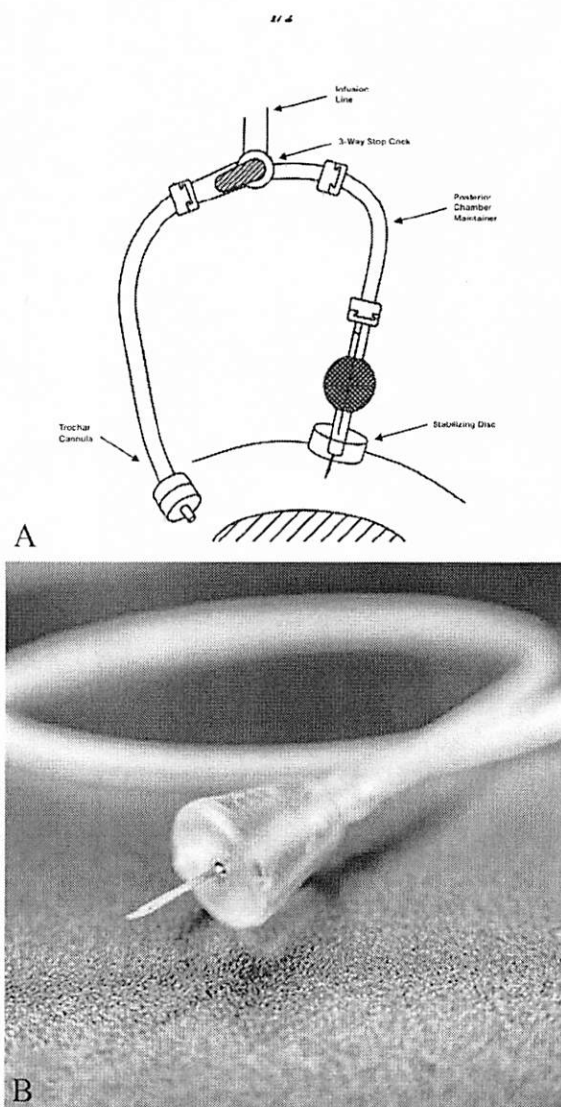 Infusion
Line
3-Way Stop Cock
Posterior
Chamber
Maintainer
Trochar
Cannula
Stabilizing Disc
A
B